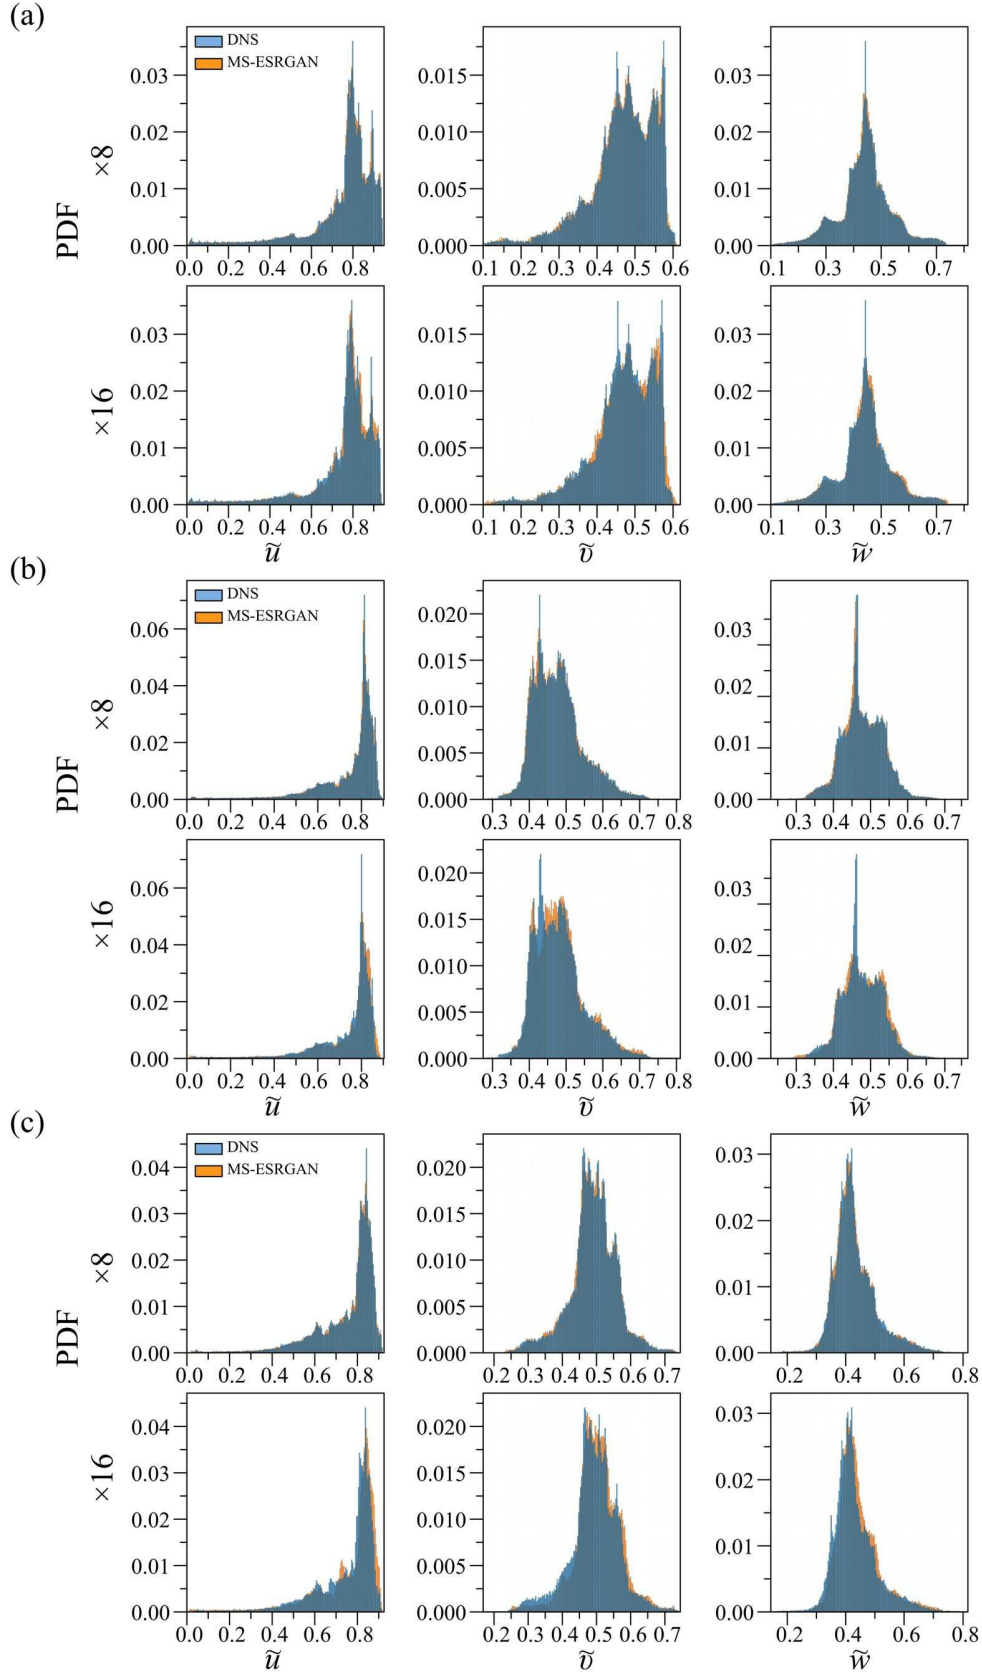 (a)
DNS
MS-ESRGAN
PDF
×8
0.03
0.02
0.01
0.00
0.0 0.2 0.4 0.6 0.8
0.015
0.010
0.005
0.000
0.1 0.2 0.3 0.4 0.5 0.6
0.03
0.02
0.01
0.00
0.1 0.3 0.5 0.7
×16
0.03
0.02
0.01
0.00
0.0 0.2 0.4 0.6 0.8
ũ
0.015
0.010
0.005
0.000
0.1 0.2 0.3 0.4 0.5 0.6
ṽ
0.03
0.02
0.01
0.00
0.1 0.3 0.5 0.7
w̃
(b)
DNS
MS-ESRGAN
PDF
×8
0.06
0.04
0.02
0.00
0.0 0.2 0.4 0.6 0.8
0.020
0.015
0.010
0.005
0.000
0.3 0.4 0.5 0.6 0.7 0.8
0.03
0.02
0.01
0.00
0.3 0.4 0.5 0.6 0.7
×16
0.06
0.04
0.02
0.00
0.0 0.2 0.4 0.6 0.8
ũ
0.020
0.015
0.010
0.005
0.000
0.3 0.4 0.5 0.6 0.7 0.8
ṽ
0.03
0.02
0.01
0.00
0.3 0.4 0.5 0.6 0.7
w̃
(c)
DNS
MS-ESRGAN
PDF
×8
0.04
0.03
0.02
0.01
0.00
0.0 0.2 0.4 0.6 0.8
0.020
0.015
0.010
0.005
0.000
0.2 0.3 0.4 0.5 0.6 0.7
0.03
0.02
0.01
0.00
0.2 0.4 0.6 0.8
×16
0.04
0.03
0.02
0.01
0.00
0.0 0.2 0.4 0.6 0.8
ũ
0.020
0.015
0.010
0.005
0.000
0.2 0.3 0.4 0.5 0.6 0.7
ṽ
0.03
0.02
0.01
0.00
0.2 0.4 0.6 0.8
w̃